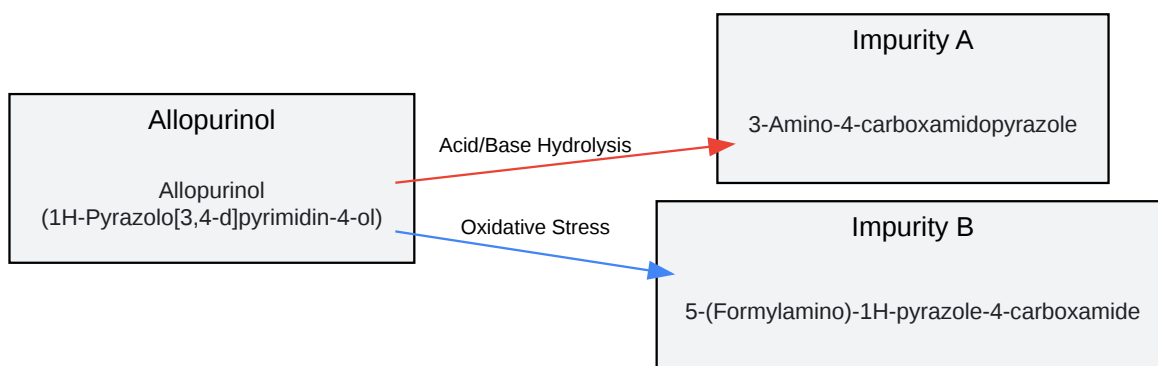 Allopurinol
Allopurinol
(1H-Pyrazolo[3,4-d]pyrimidin-4-ol)
Acid/Base Hydrolysis
Oxidative Stress
Impurity A
3-Amino-4-carboxamidopyrazole
Impurity B
5-(Formylamino)-1H-pyrazole-4-carboxamide